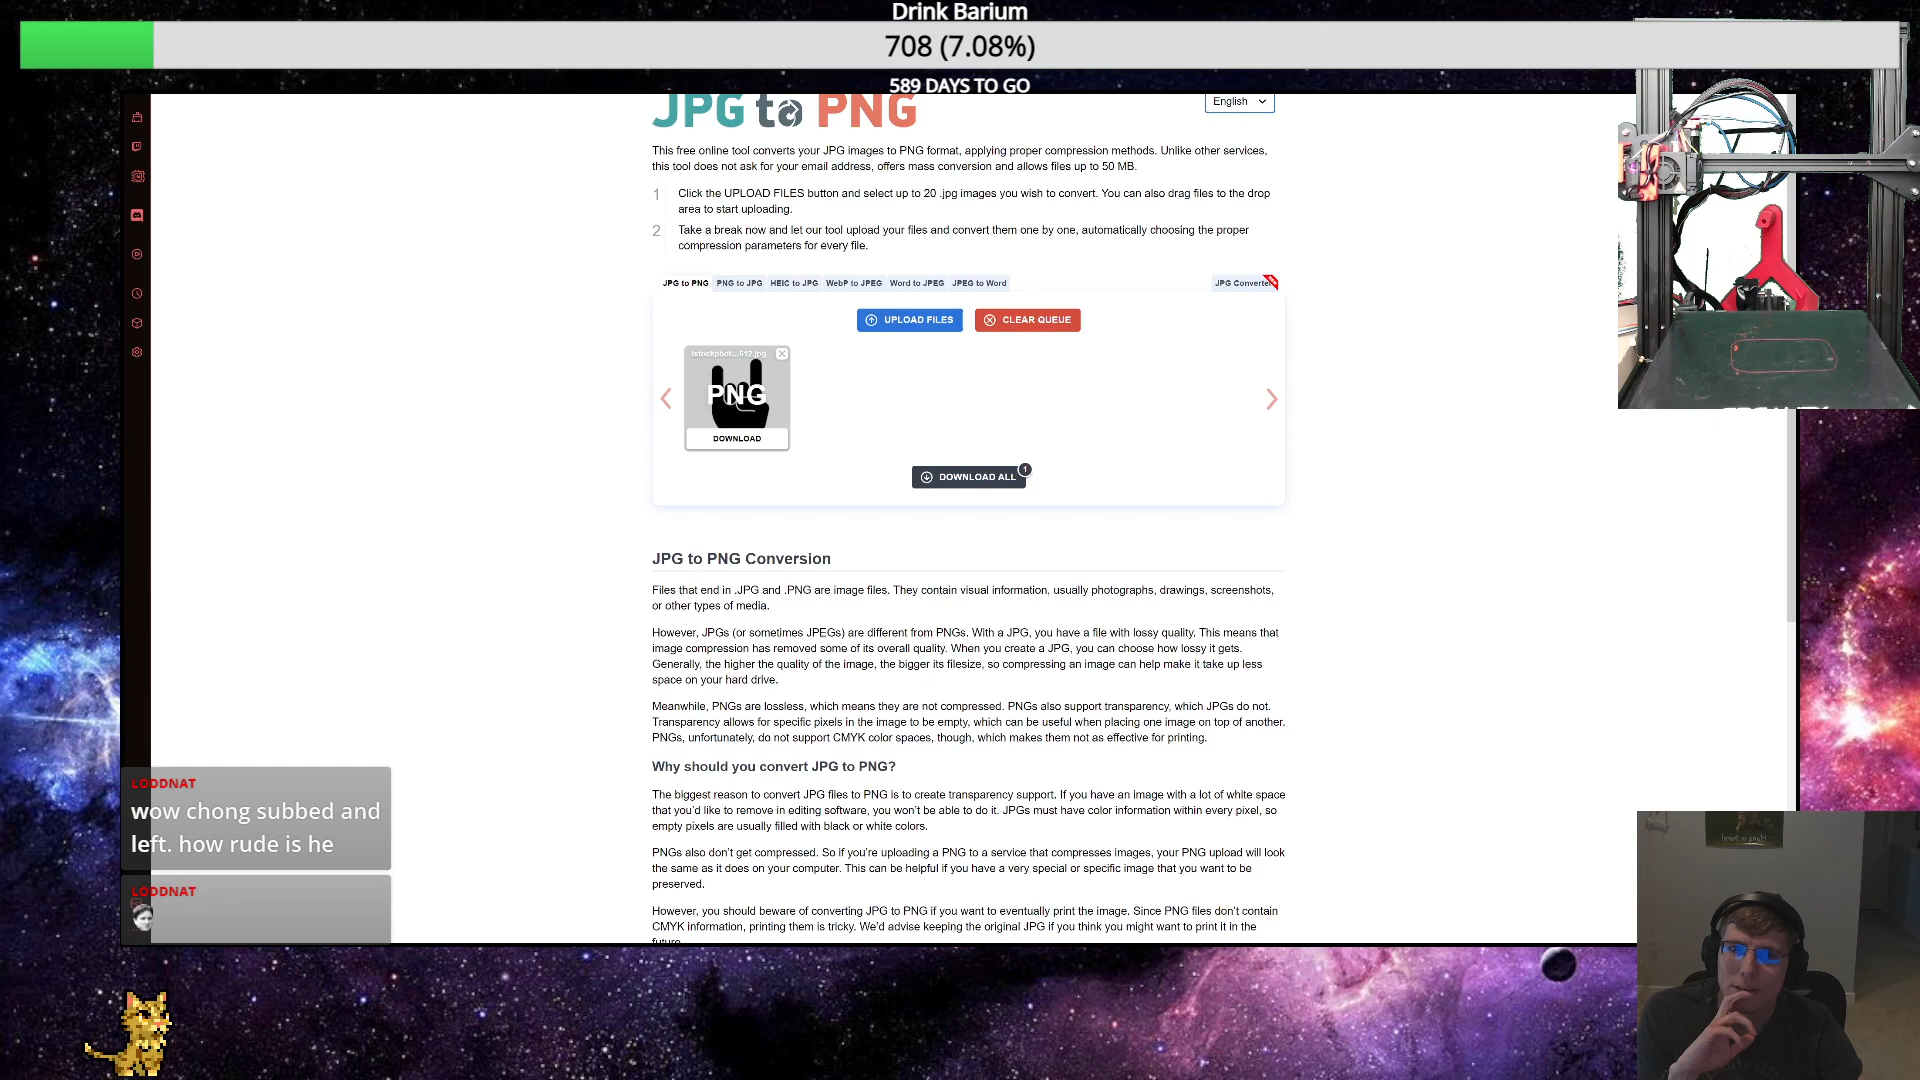 Drink Barium
708 (7.08%)
589 DAYS TO GO
JPG to PNG
English
This free online tool converts your JPG images to PNG format, applying proper compression methods. Unlike other services,
this tool does not ask for your email address, offers mass conversion and allows files up to 50 MB.
1
Click the UPLOAD FILES button and select up to 20 .jpg images you wish to convert. You can also drag files to the drop
area to start uploading.
2
Take a break now and let our tool upload your files and convert them one by one, automatically choosing the proper
compression parameters for every file.
JPG to PNG PNG to JPG HEIC to JPG WebP to JPEG Word to JPEG JPEG to Word JPG Converter
UPLOAD FILES CLEAR QUEUE
istockphot...612.jpg
PNG
DOWNLOAD
DOWNLOAD ALL 1
JPG to PNG Conversion
Files that end in .JPG and .PNG are image files. They contain visual information, usually photographs, drawings, screenshots,
or other types of media.
However, JPGs (or sometimes JPEGs) are different from PNGs. With a JPG, you have a file with lossy quality. This means that
image compression has removed some of its overall quality. When you create a JPG, you can choose how lossy it gets.
Generally, the higher the quality of the image, the bigger its filesize, so compressing an image can help make it take up less
space on your hard drive.
Meanwhile, PNGs are lossless, which means they are not compressed. PNGs also support transparency, which JPGs do not.
Transparency allows for specific pixels in the image to be empty, which can be useful when placing one image on top of another.
PNGs, unfortunately, do not support CMYK color spaces, though, which makes them not as effective for printing.
Why should you convert JPG to PNG?
The biggest reason to convert JPG files to PNG is to create transparency support. If you have an image with a lot of white space
that you'd like to remove in editing software, you won't be able to do it. JPGs must have color information within every pixel, so
empty pixels are usually filled with black or white colors.
PNGs also don't get compressed. So if you're uploading a PNG to a service that compresses images, your PNG upload will look
the same as it does on your computer. This can be helpful if you have a very special or specific image that you want to be
preserved.
However, you should beware of converting JPG to PNG if you want to eventually print the image. Since PNG files don't contain
CMYK information, printing them is tricky. We'd advise keeping the original JPG if you think you might want to print it in the
future.
LODDNAT
wow chong subbed and
left. how rude is he
LODDNAT